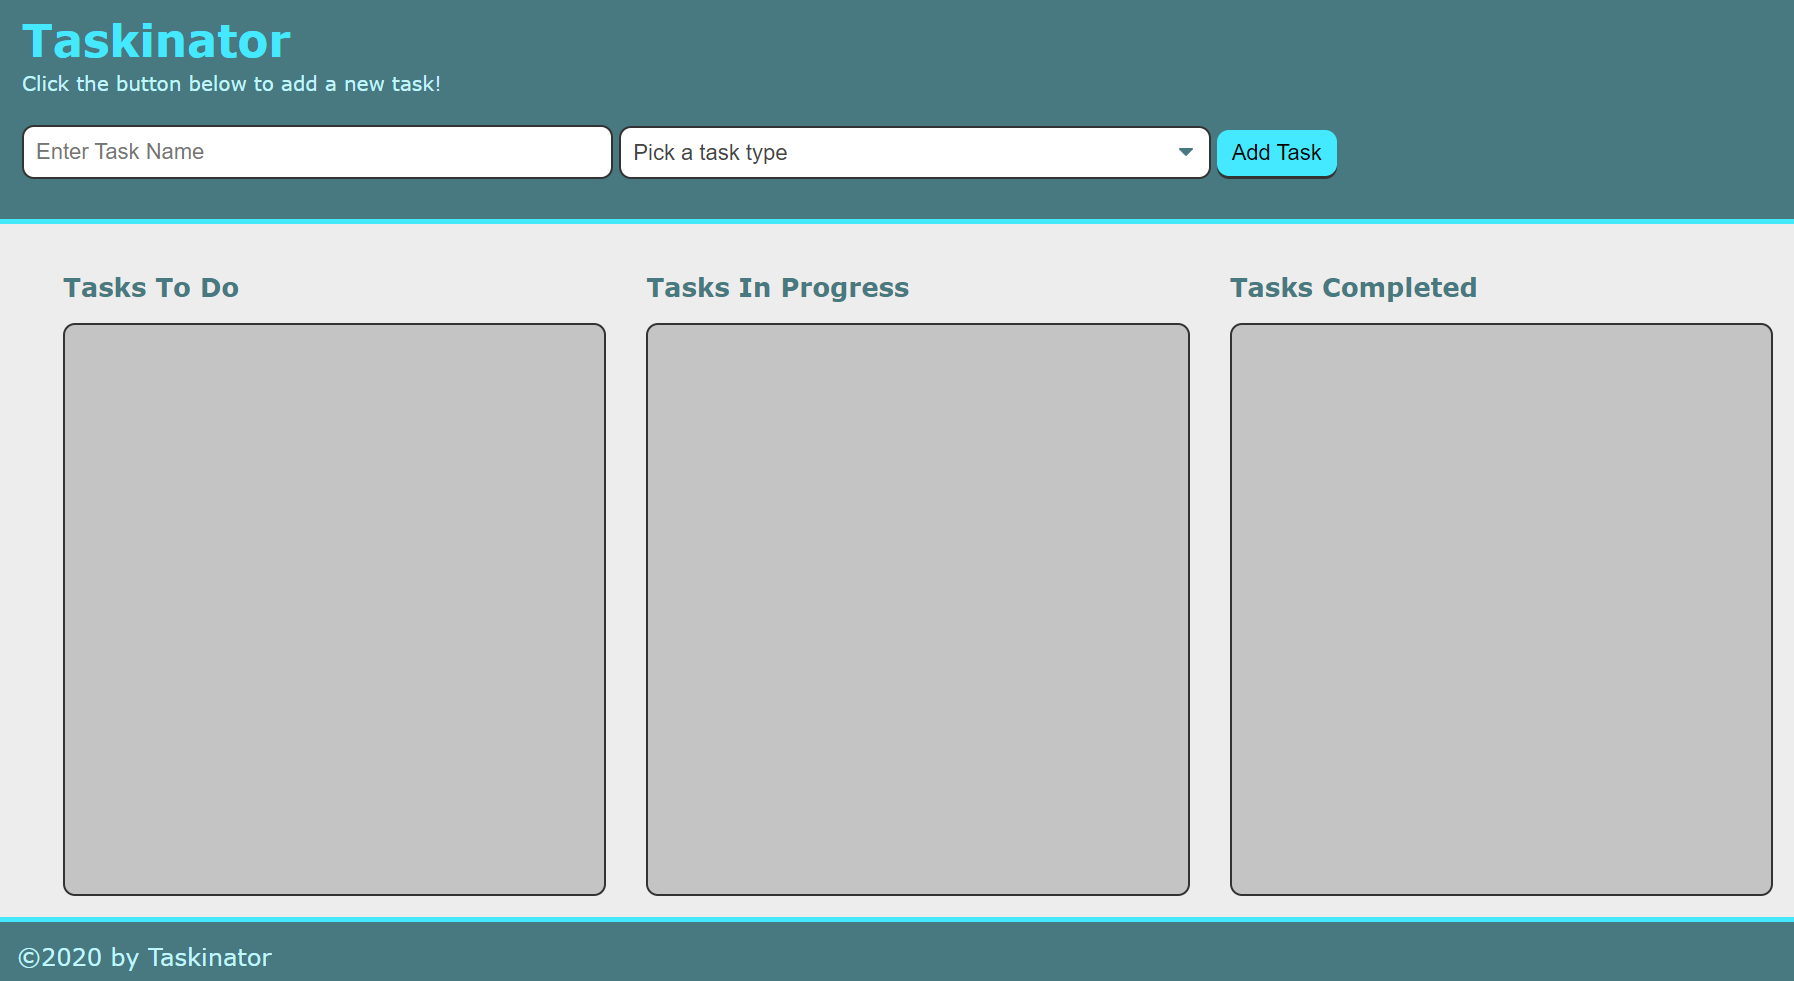 Taskinator
Click the button below to add a new task!
Enter Task Name
Pick a task type
Add Task
Tasks To Do
Tasks In Progress
Tasks Completed
©2020 by Taskinator